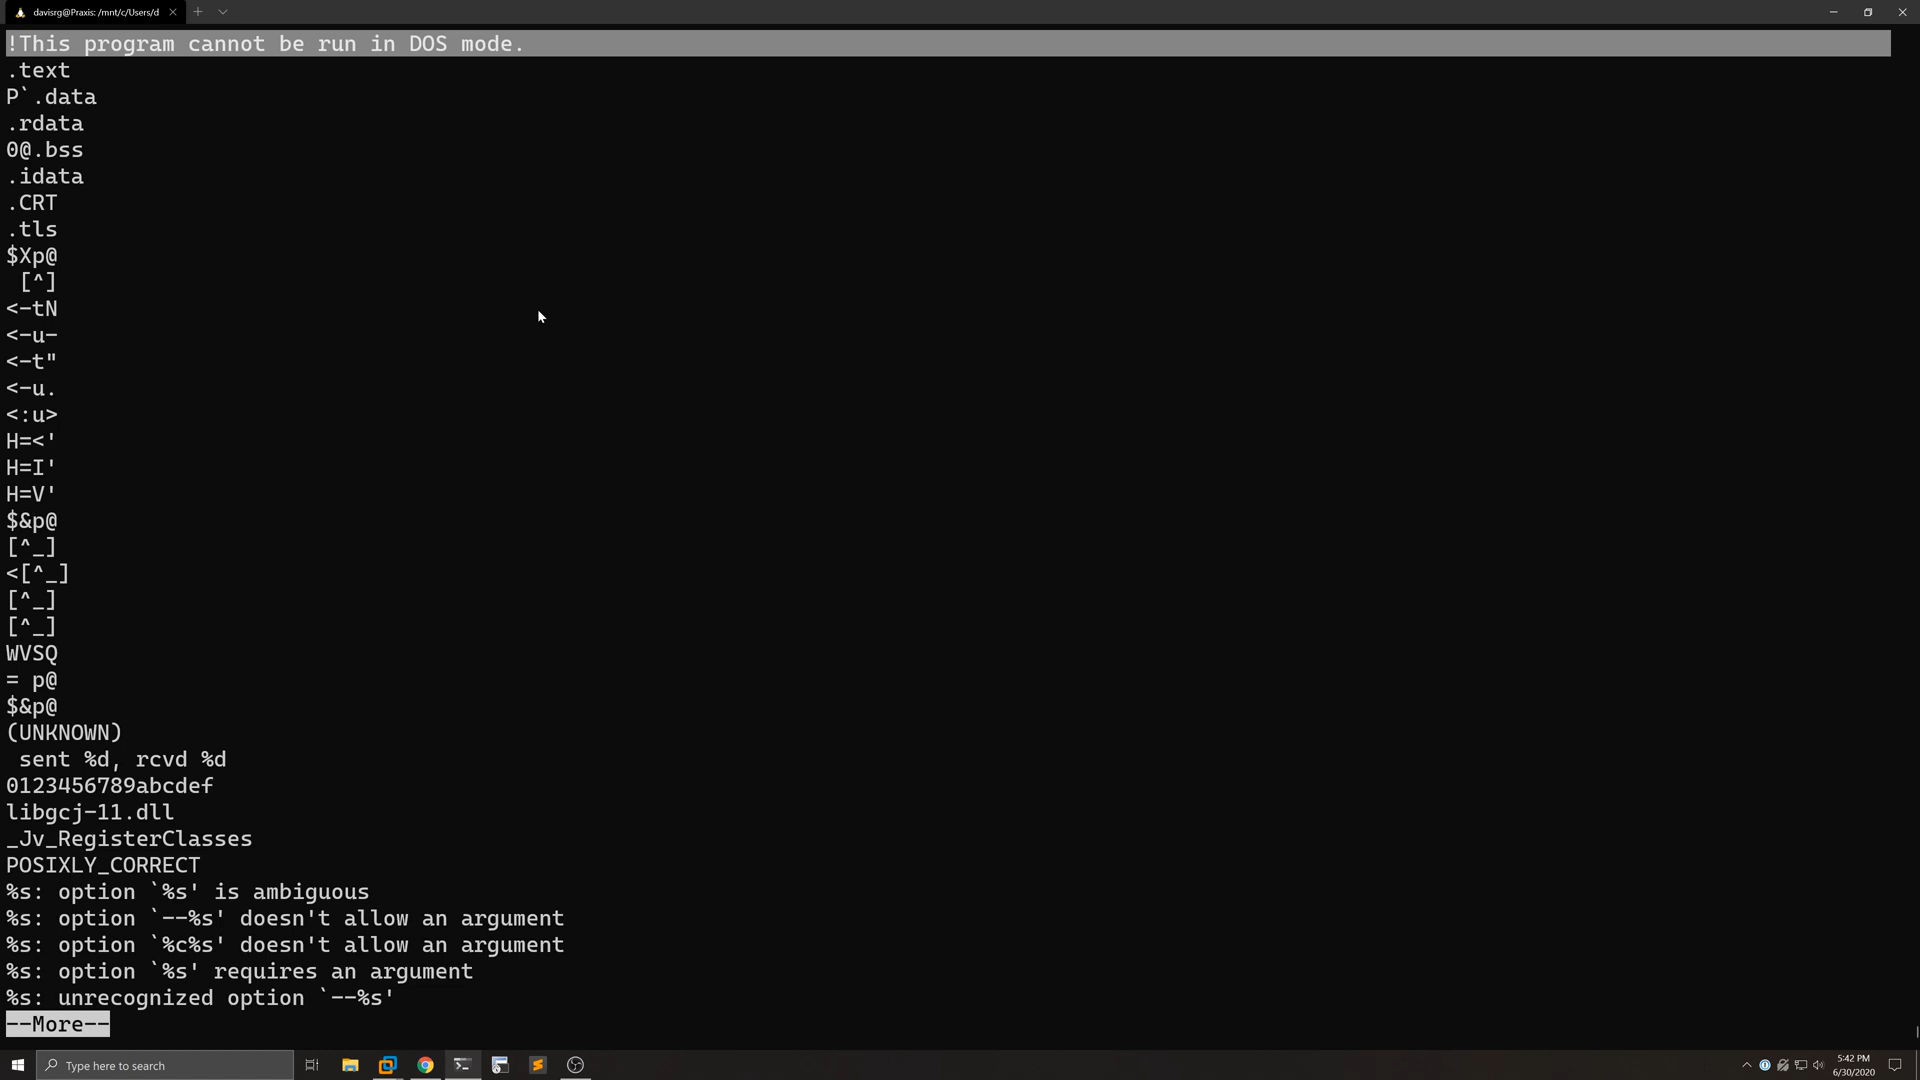 davisrg@Praxis: /mnt/c/Users/d
!This program cannot be run in DOS mode.
.text
P`.data
.rdata
0@.bss
.idata
.CRT
.tls
$Xp@
 [^]
<-tN
<-u-
<-t"
<-u.
<:u>
H=<'
H=I'
H=V'
$&p@
[^_]
<[^_]
[^_]
[^_]
WVSQ
= p@
$&p@
(UNKNOWN)
 sent %d, rcvd %d
0123456789abcdef
libgcj-11.dll
_Jv_RegisterClasses
POSIXLY_CORRECT
%s: option `%s' is ambiguous
%s: option `--%s' doesn't allow an argument
%s: option `%c%s' doesn't allow an argument
%s: option `%s' requires an argument
%s: unrecognized option `--%s'
--More--
Type here to search
5:42 PM
6/30/2020